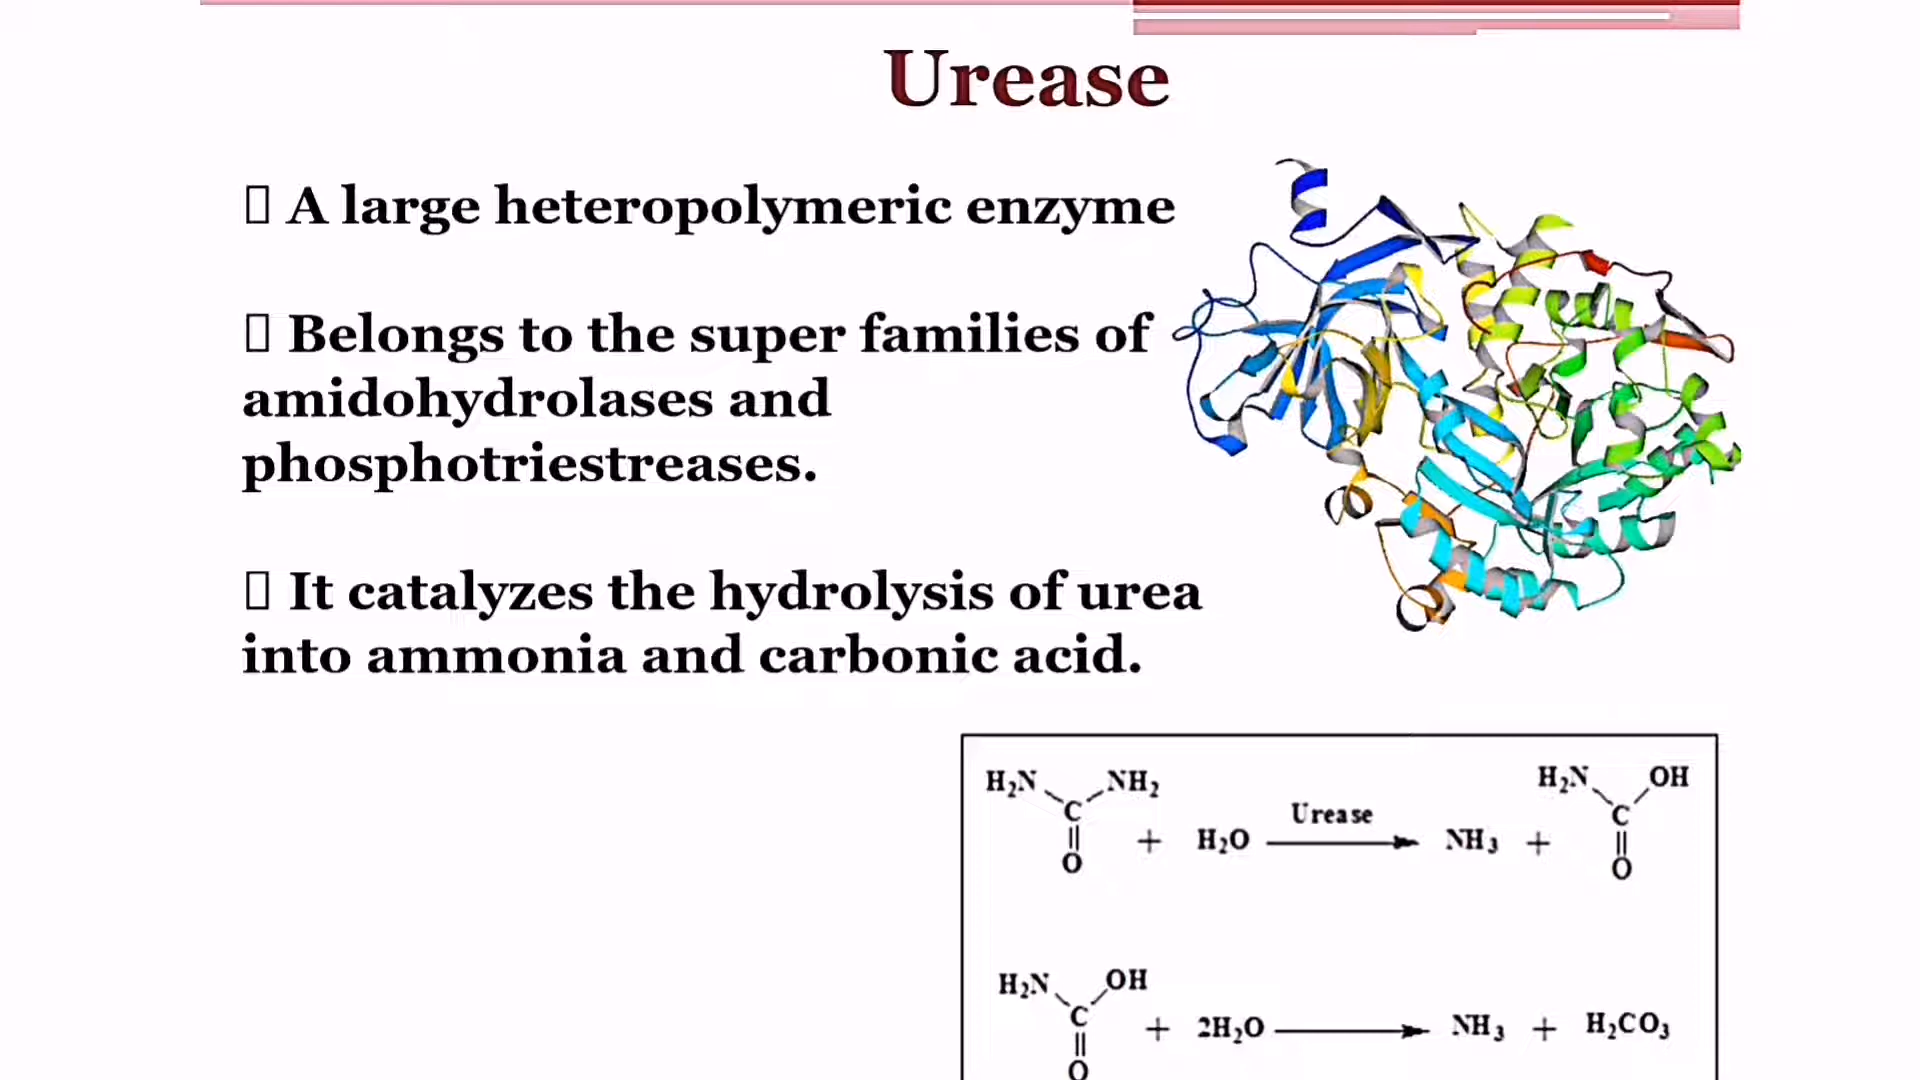 Urease
▯ A large heteropolymeric enzyme
▯ Belongs to the super families of
amidohydrolases and
phosphotriestreases.
▯ It catalyzes the hydrolysis of urea
into ammonia and carbonic acid.
H₂N NH₂
C
O
+ H₂O
Urease
NH₃ +
H₂N OH
C
O
H₂N OH
C
O
+ 2H₂O
NH₃ + H₂CO₃